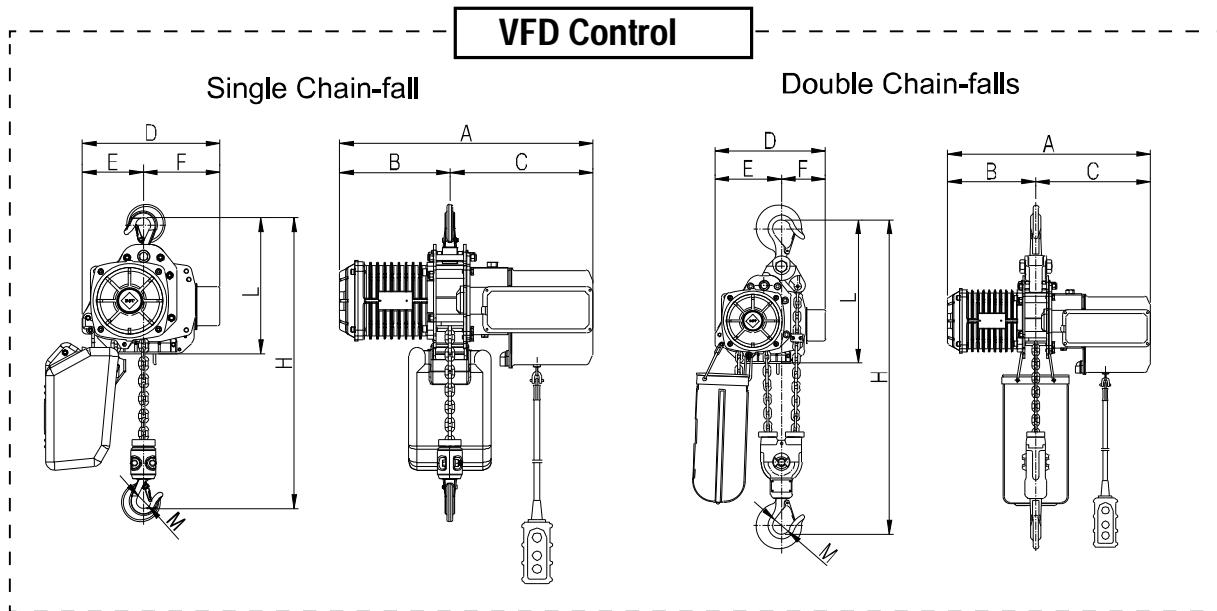 VFD Control
Single Chain-fall
Double Chain-falls
D
E
F
L
H
M
A
B
C
D
E
F
L
H
M
A
B
C